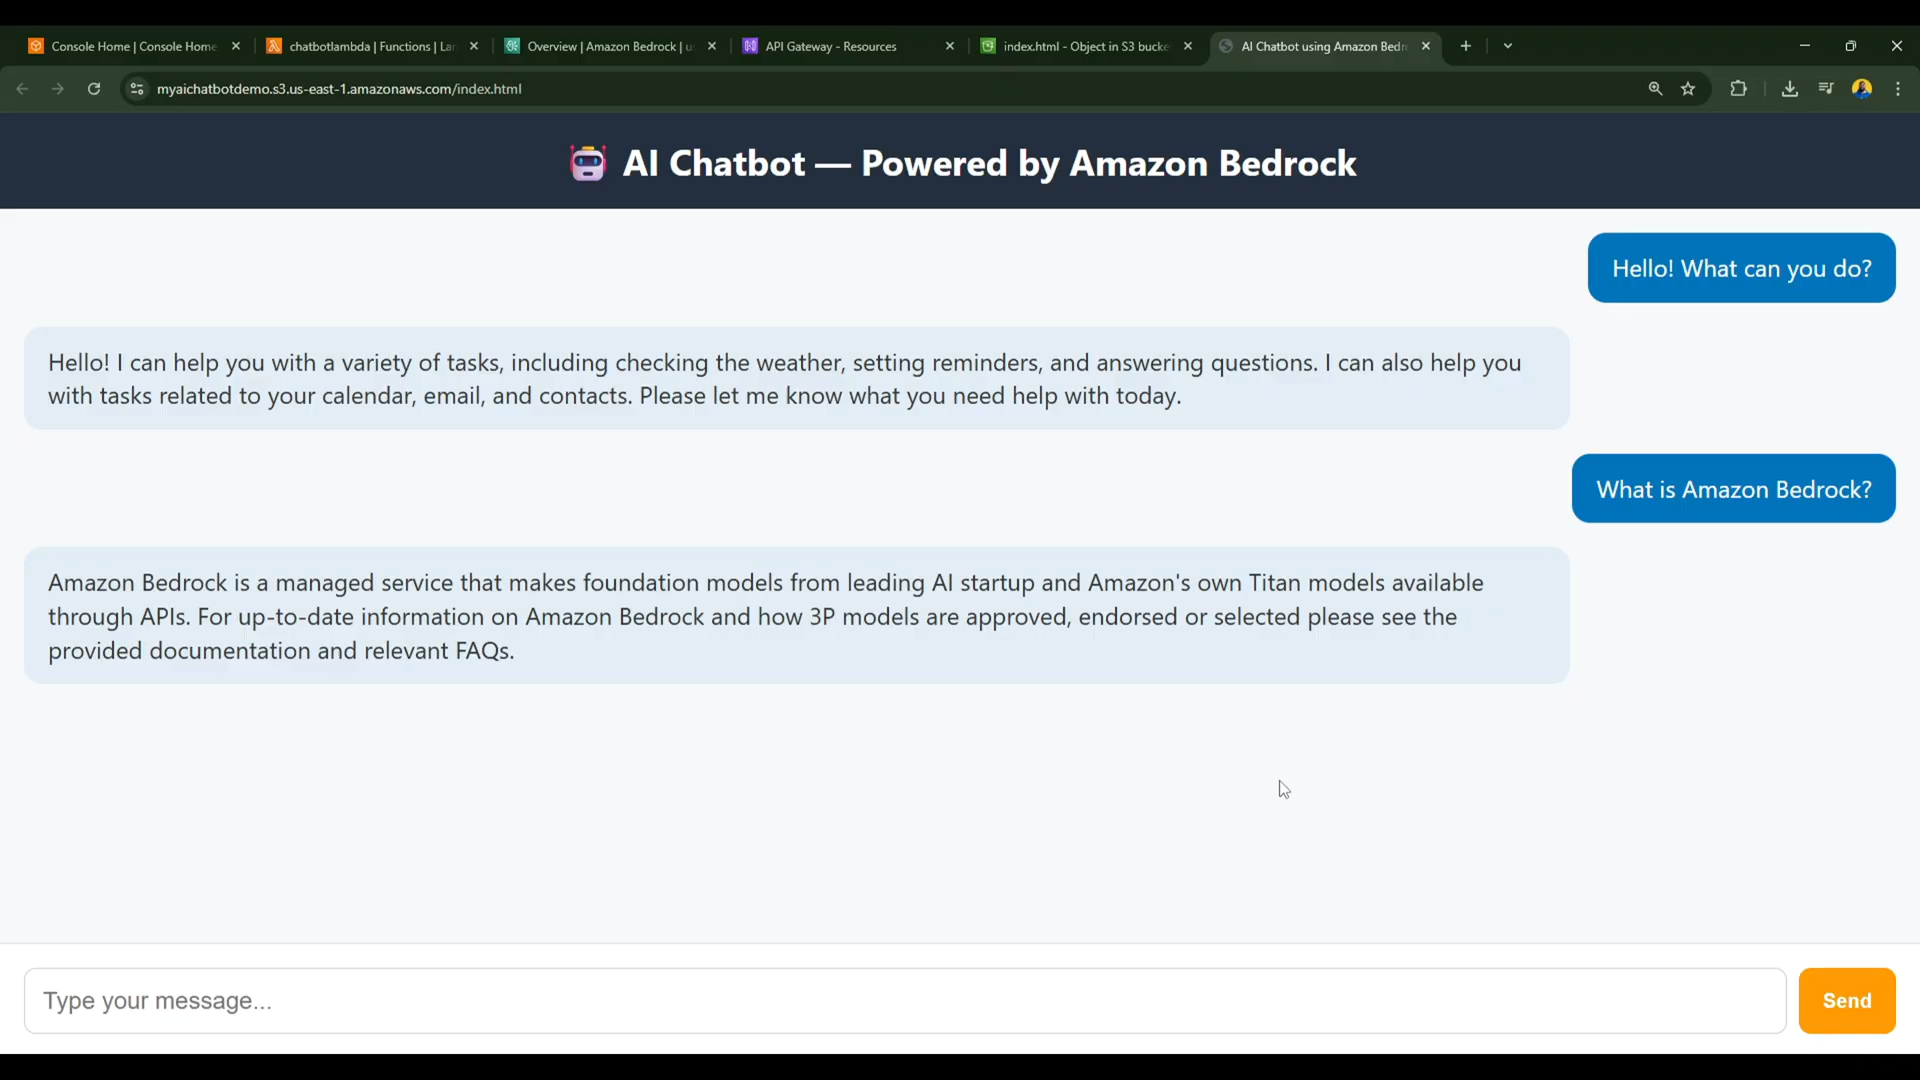 Console Home | Console Home
chatbotlambda | Functions | La
Overview | Amazon Bedrock | u
API Gateway - Resources
index.html - Object in S3 bucke
AI Chatbot using Amazon Bedr
myaichatbotdemo.s3.us-east-1.amazonaws.com/index.html
AI Chatbot — Powered by Amazon Bedrock
Hello! What can you do?
Hello! I can help you with a variety of tasks, including checking the weather, setting reminders, and answering questions. I can also help you
with tasks related to your calendar, email, and contacts. Please let me know what you need help with today.
What is Amazon Bedrock?
Amazon Bedrock is a managed service that makes foundation models from leading AI startup and Amazon's own Titan models available
through APIs. For up-to-date information on Amazon Bedrock and how 3P models are approved, endorsed or selected please see the
provided documentation and relevant FAQs.
Type your message...
Send